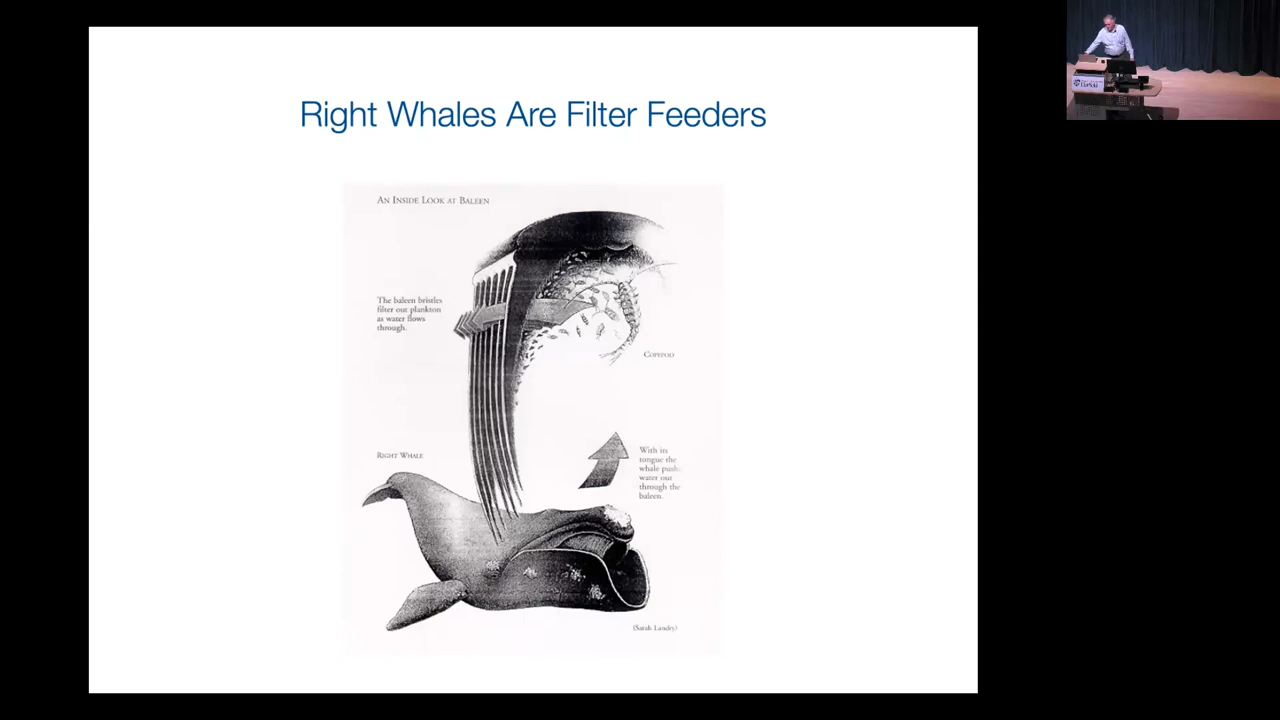 Right Whales Are Filter Feeders
AN INSIDE LOOK AT BALEEN
The baleen bristles
filter out plankton
as water flows
through.
COPEPOD
RIGHT WHALE
With its
tongue the
whale push
water out
through the
baleen.
(Sarah Landry)